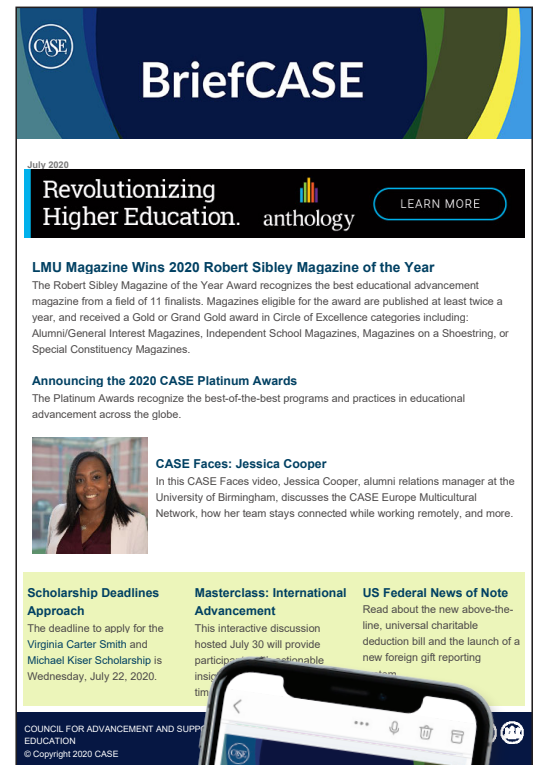 CASE
BriefCASE
July 2020
Revolutionizing
Higher Education.
anthology
LEARN MORE
LMU Magazine Wins 2020 Robert Sibley Magazine of the Year
The Robert Sibley Magazine of the Year Award recognizes the best educational advancement
magazine from a field of 11 finalists. Magazines eligible for the award are published at least twice a
year, and received a Gold or Grand Gold award in Circle of Excellence categories including:
Alumni/General Interest Magazines, Independent School Magazines, Magazines on a Shoestring, or
Special Constituency Magazines.
Announcing the 2020 CASE Platinum Awards
The Platinum Awards recognize the best-of-the-best programs and practices in educational
advancement across the globe.
CASE Faces: Jessica Cooper
In this CASE Faces video, Jessica Cooper, alumni relations manager at the
University of Birmingham, discusses the CASE Europe Multicultural
Network, how her team stays connected while working remotely, and more.
Scholarship Deadlines
Approach
The deadline to apply for the
Virginia Carter Smith and
Michael Kiser Scholarship is
Wednesday, July 22, 2020.
Masterclass: International
Advancement
This interactive discussion
hosted July 30 will provide
US Federal News of Note
Read about the new above-the-
line, universal charitable
deduction bill and the launch of a
new foreign gift reporting
COUNCIL FOR ADVANCEMENT AND
EDUCATION
© Copyright 2020 CASE
CASE